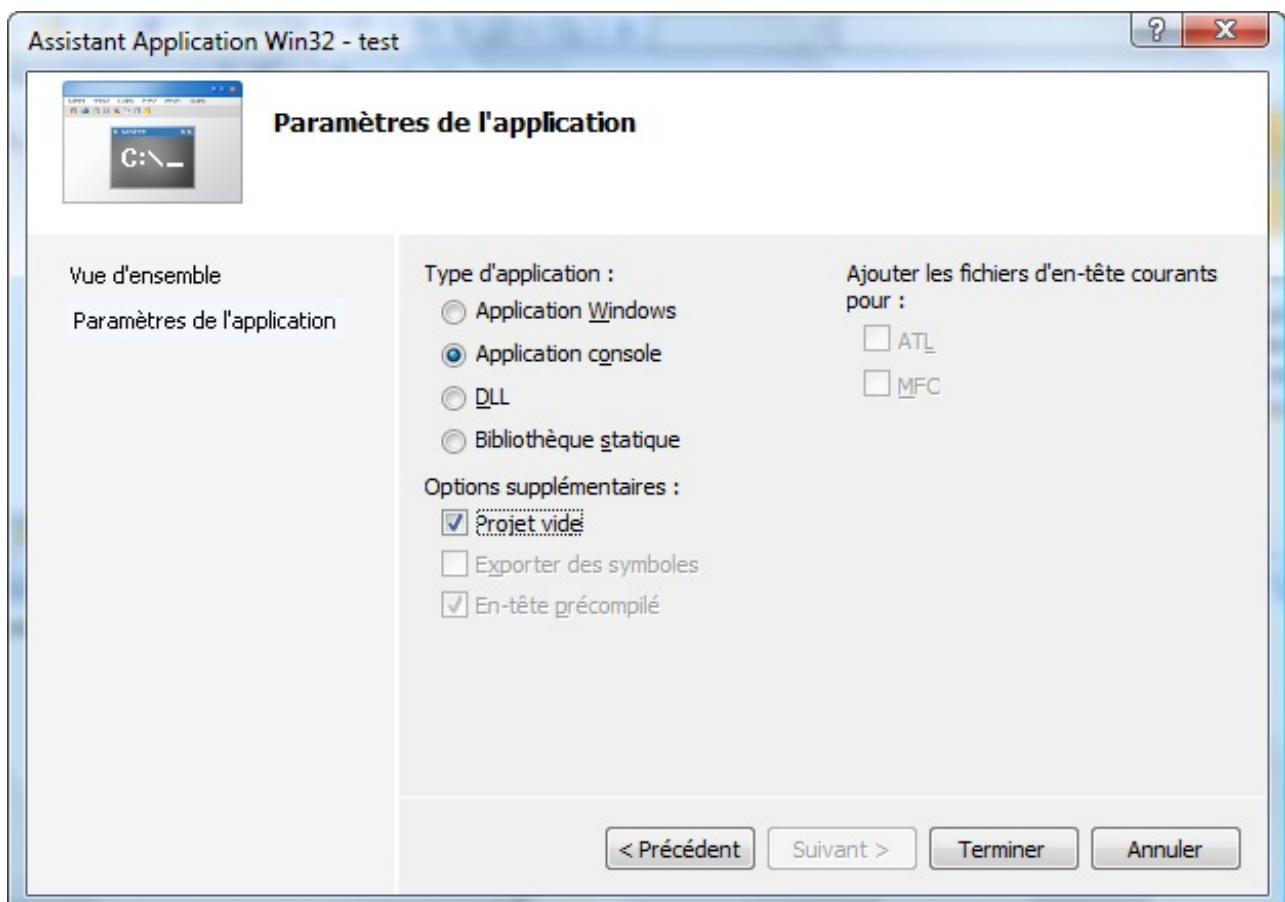 Assistant Application Win32 - test
C:\_
Paramètres de l'application
Vue d'ensemble
Paramètres de l'application
Type d'application :
Application Windows
Application console
DLL
Bibliothèque statique
Options supplémentaires :
Projet vide
Exporter des symboles
En-tête précompilé
Ajouter les fichiers d'en-tête courants
pour :
ATL
MFC
< Précédent
Suivant >
Terminer
Annuler